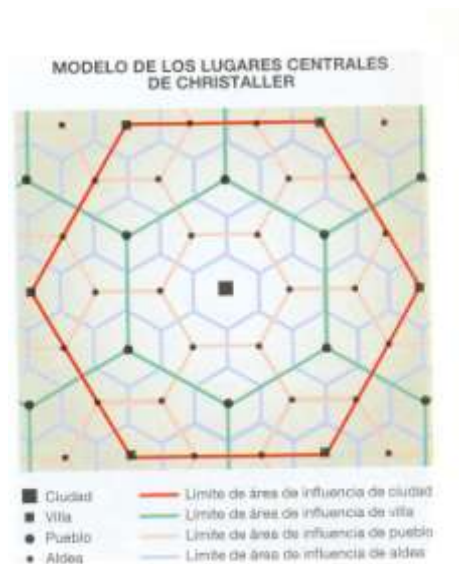 MODELO DE LOS LUGARES CENTRALES
DE CHRISTALLER
Ciudad
Límite de área de influencia de ciudad
Villa
Límite de área de influencia de villa
Pueblo
Límite de área de influencia de pueblo
Aldea
Límite de área de influencia de aldea